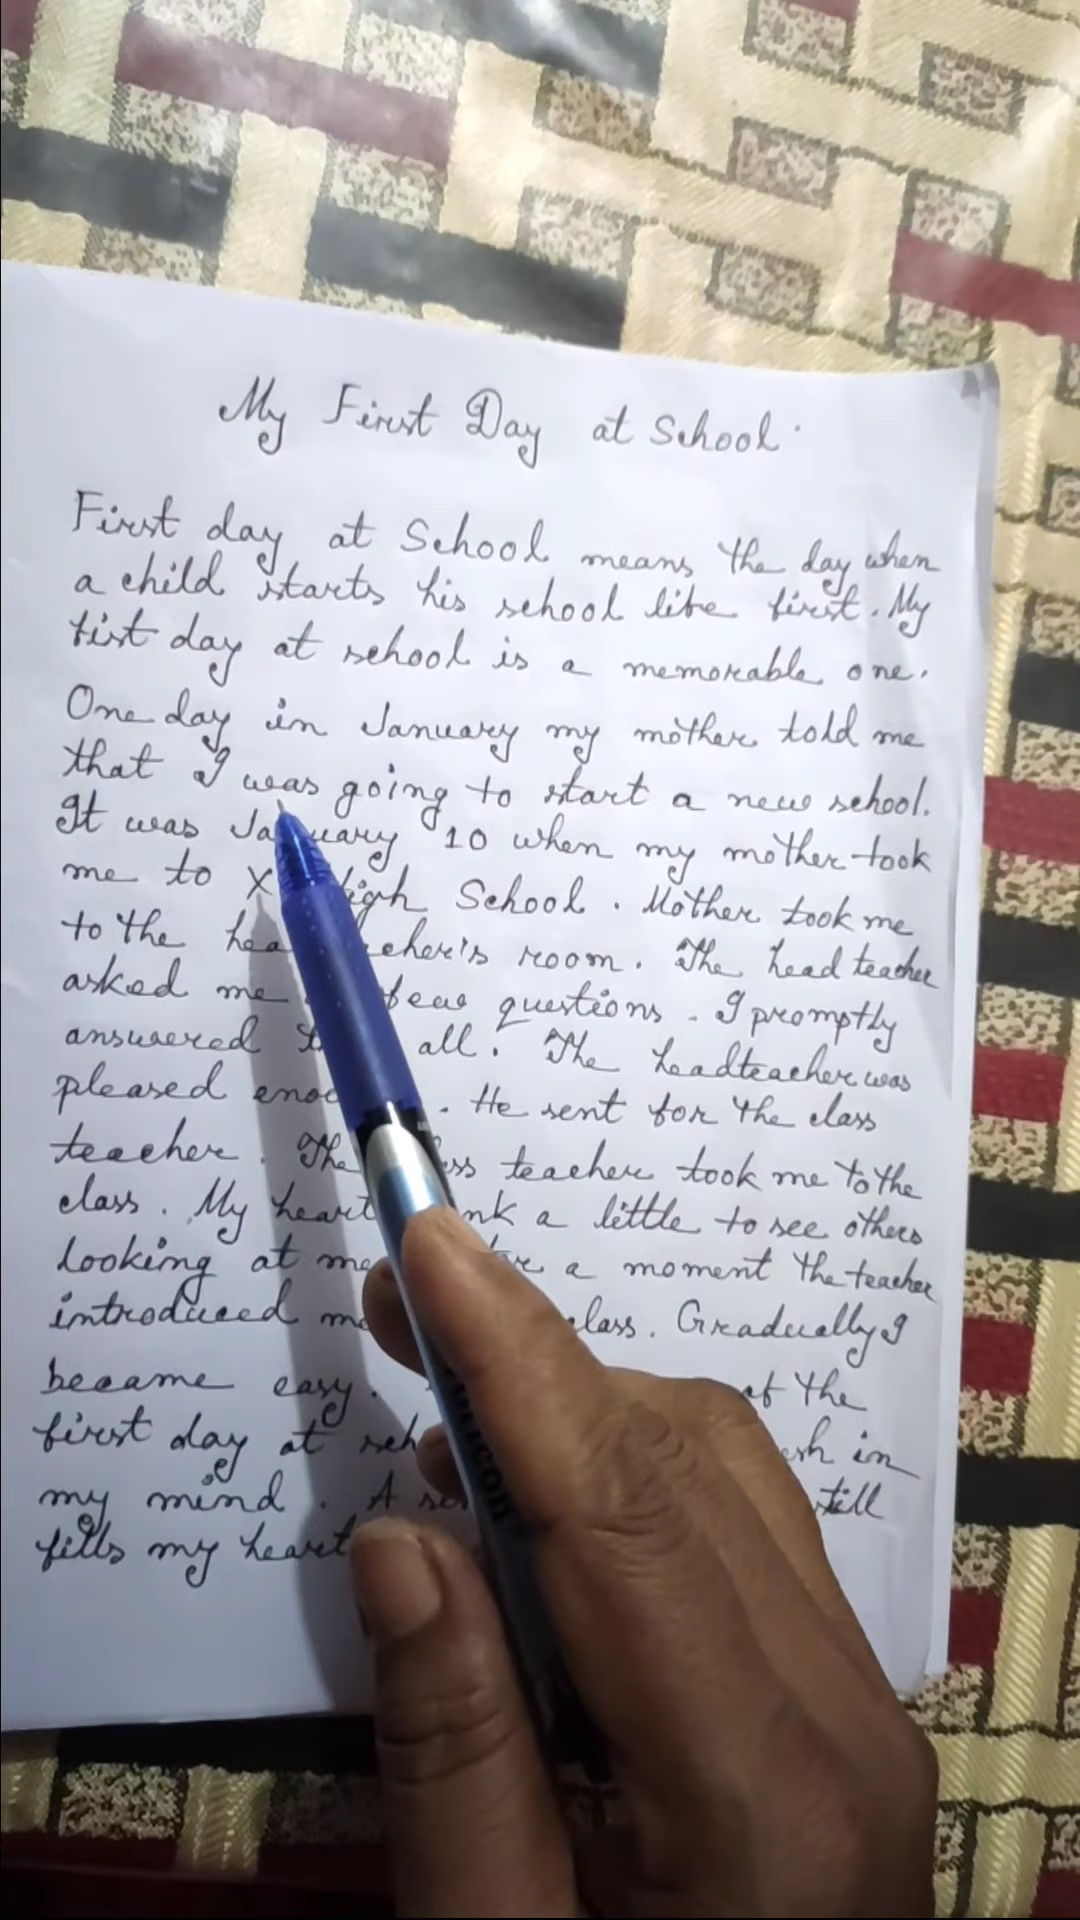 My First Day at School.
First day at School means the day when
a child starts his school life first. My
fist day at school is a memorable one.
One day in January my mother told me
that I was going to start a new school.
It was January 10 when my mother took
me to X High School. Mother took me
to the head teacher's room. The head teacher
asked me few questions. I promptly
answered all. The headteacher was
pleased. He sent for the class
teacher. The class teacher took me to the
class. My heart a little to see others
looking at me a moment the teacher
introduced me class. Gradually I
became easy. of the
first day at in
my mind. A still
fills my heart